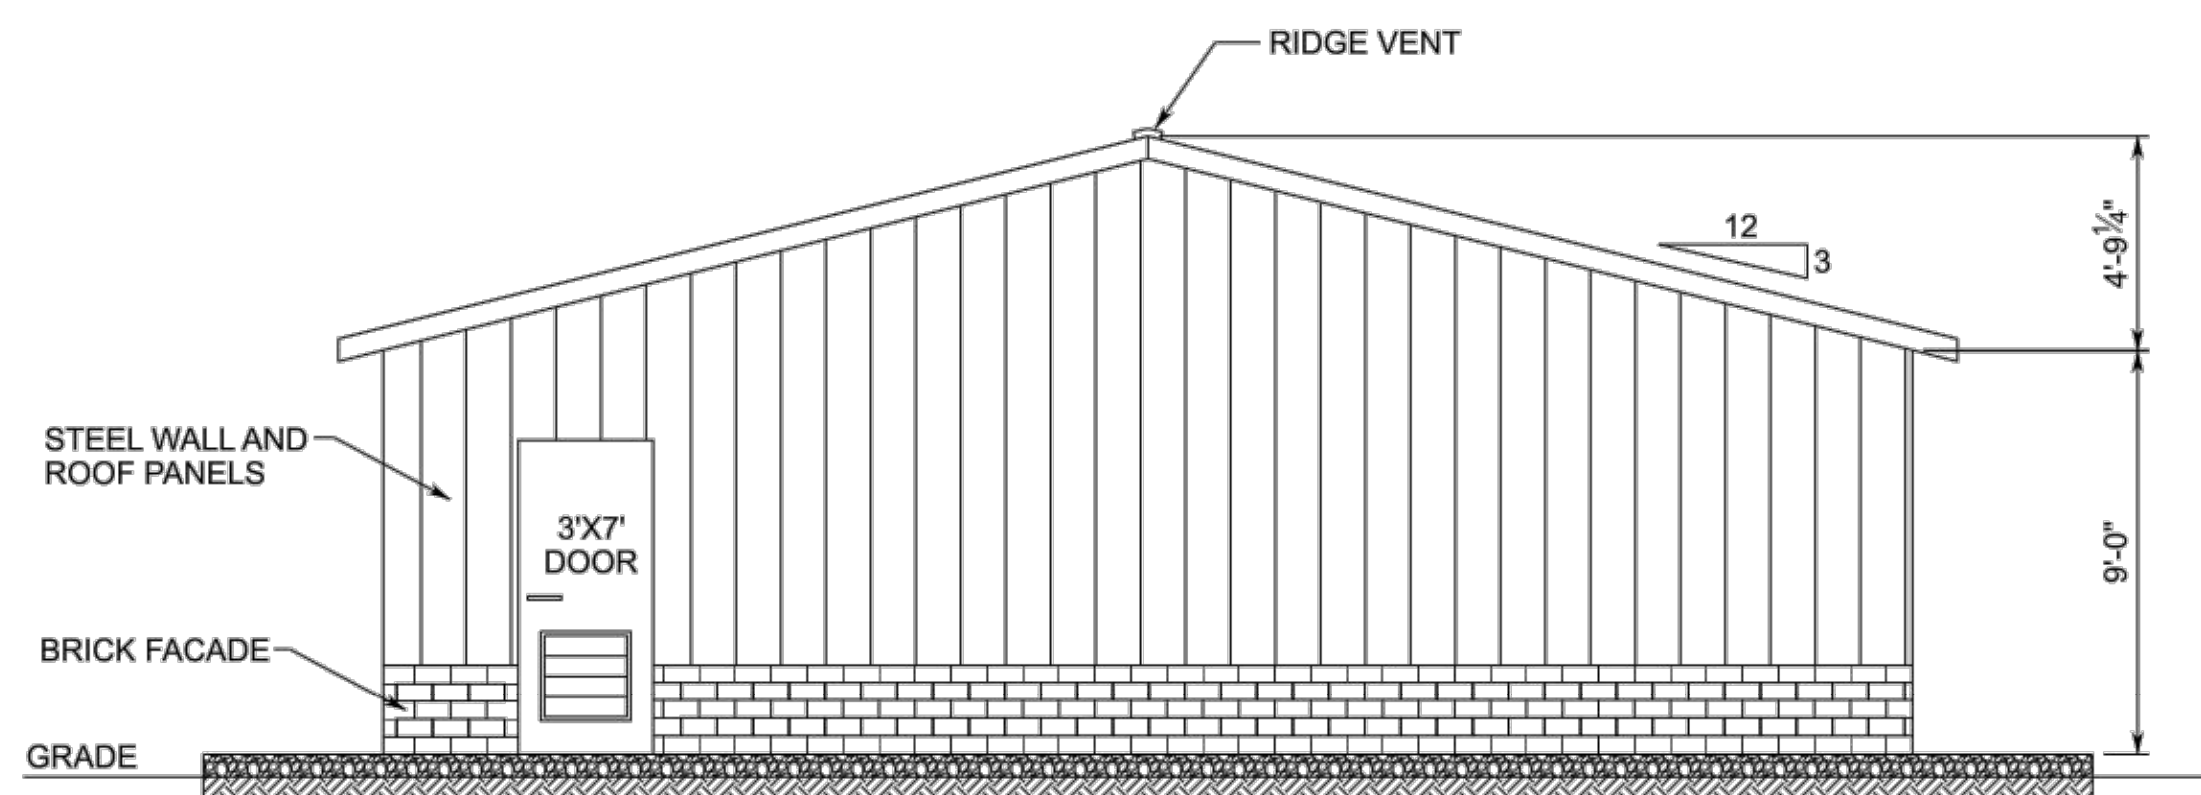 RIDGE VENT
12
3
4'-9¼"
STEEL WALL AND
ROOF PANELS
3'X7'
DOOR
9'-0"
BRICK FACADE
GRADE